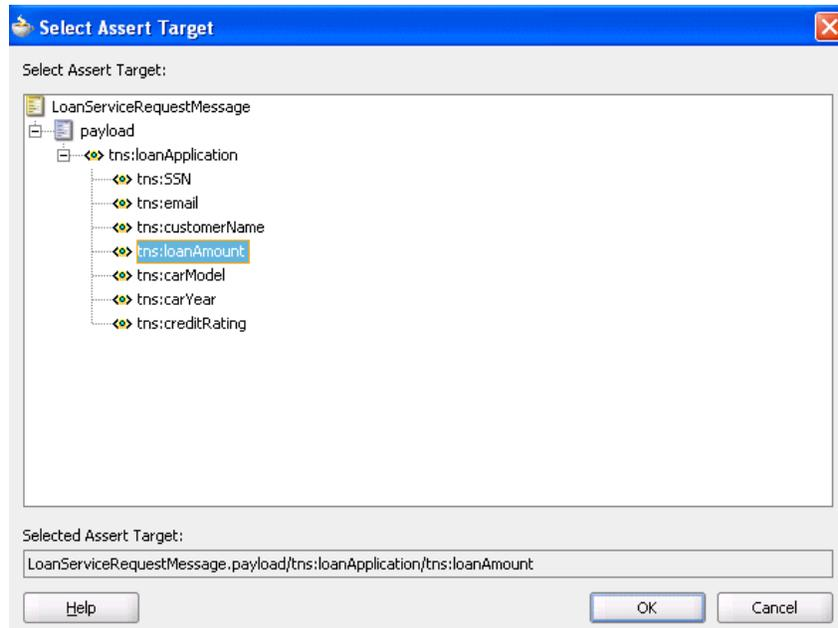 Select Assert Target
Select Assert Target:
LoanServiceRequestMessage
payload
tns:loanApplication
tns:SSN
tns:email
tns:customerName
tns:loanAmount
tns:carModel
tns:carYear
tns:creditRating
Selected Assert Target:
LoanServiceRequestMessage.payload/tns:loanApplication/tns:loanAmount
Help OK Cancel